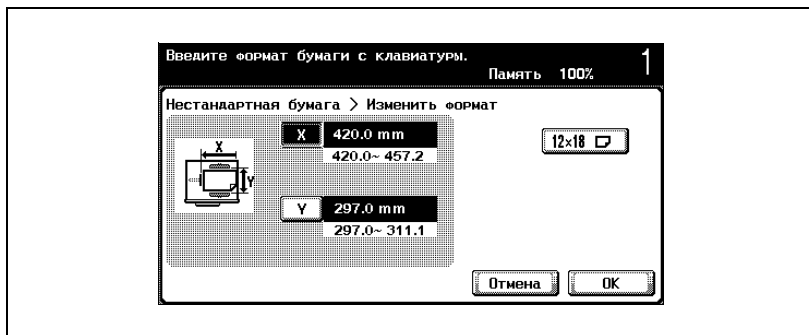 Введите формат бумаги с клавиатуры.
Память 100% 1
Нестандартная бумага > Изменить формат
X 420.0 mm
420.0~ 457.2
12×18
X
Y
Y 297.0 mm
297.0~ 311.1
Отмена OK